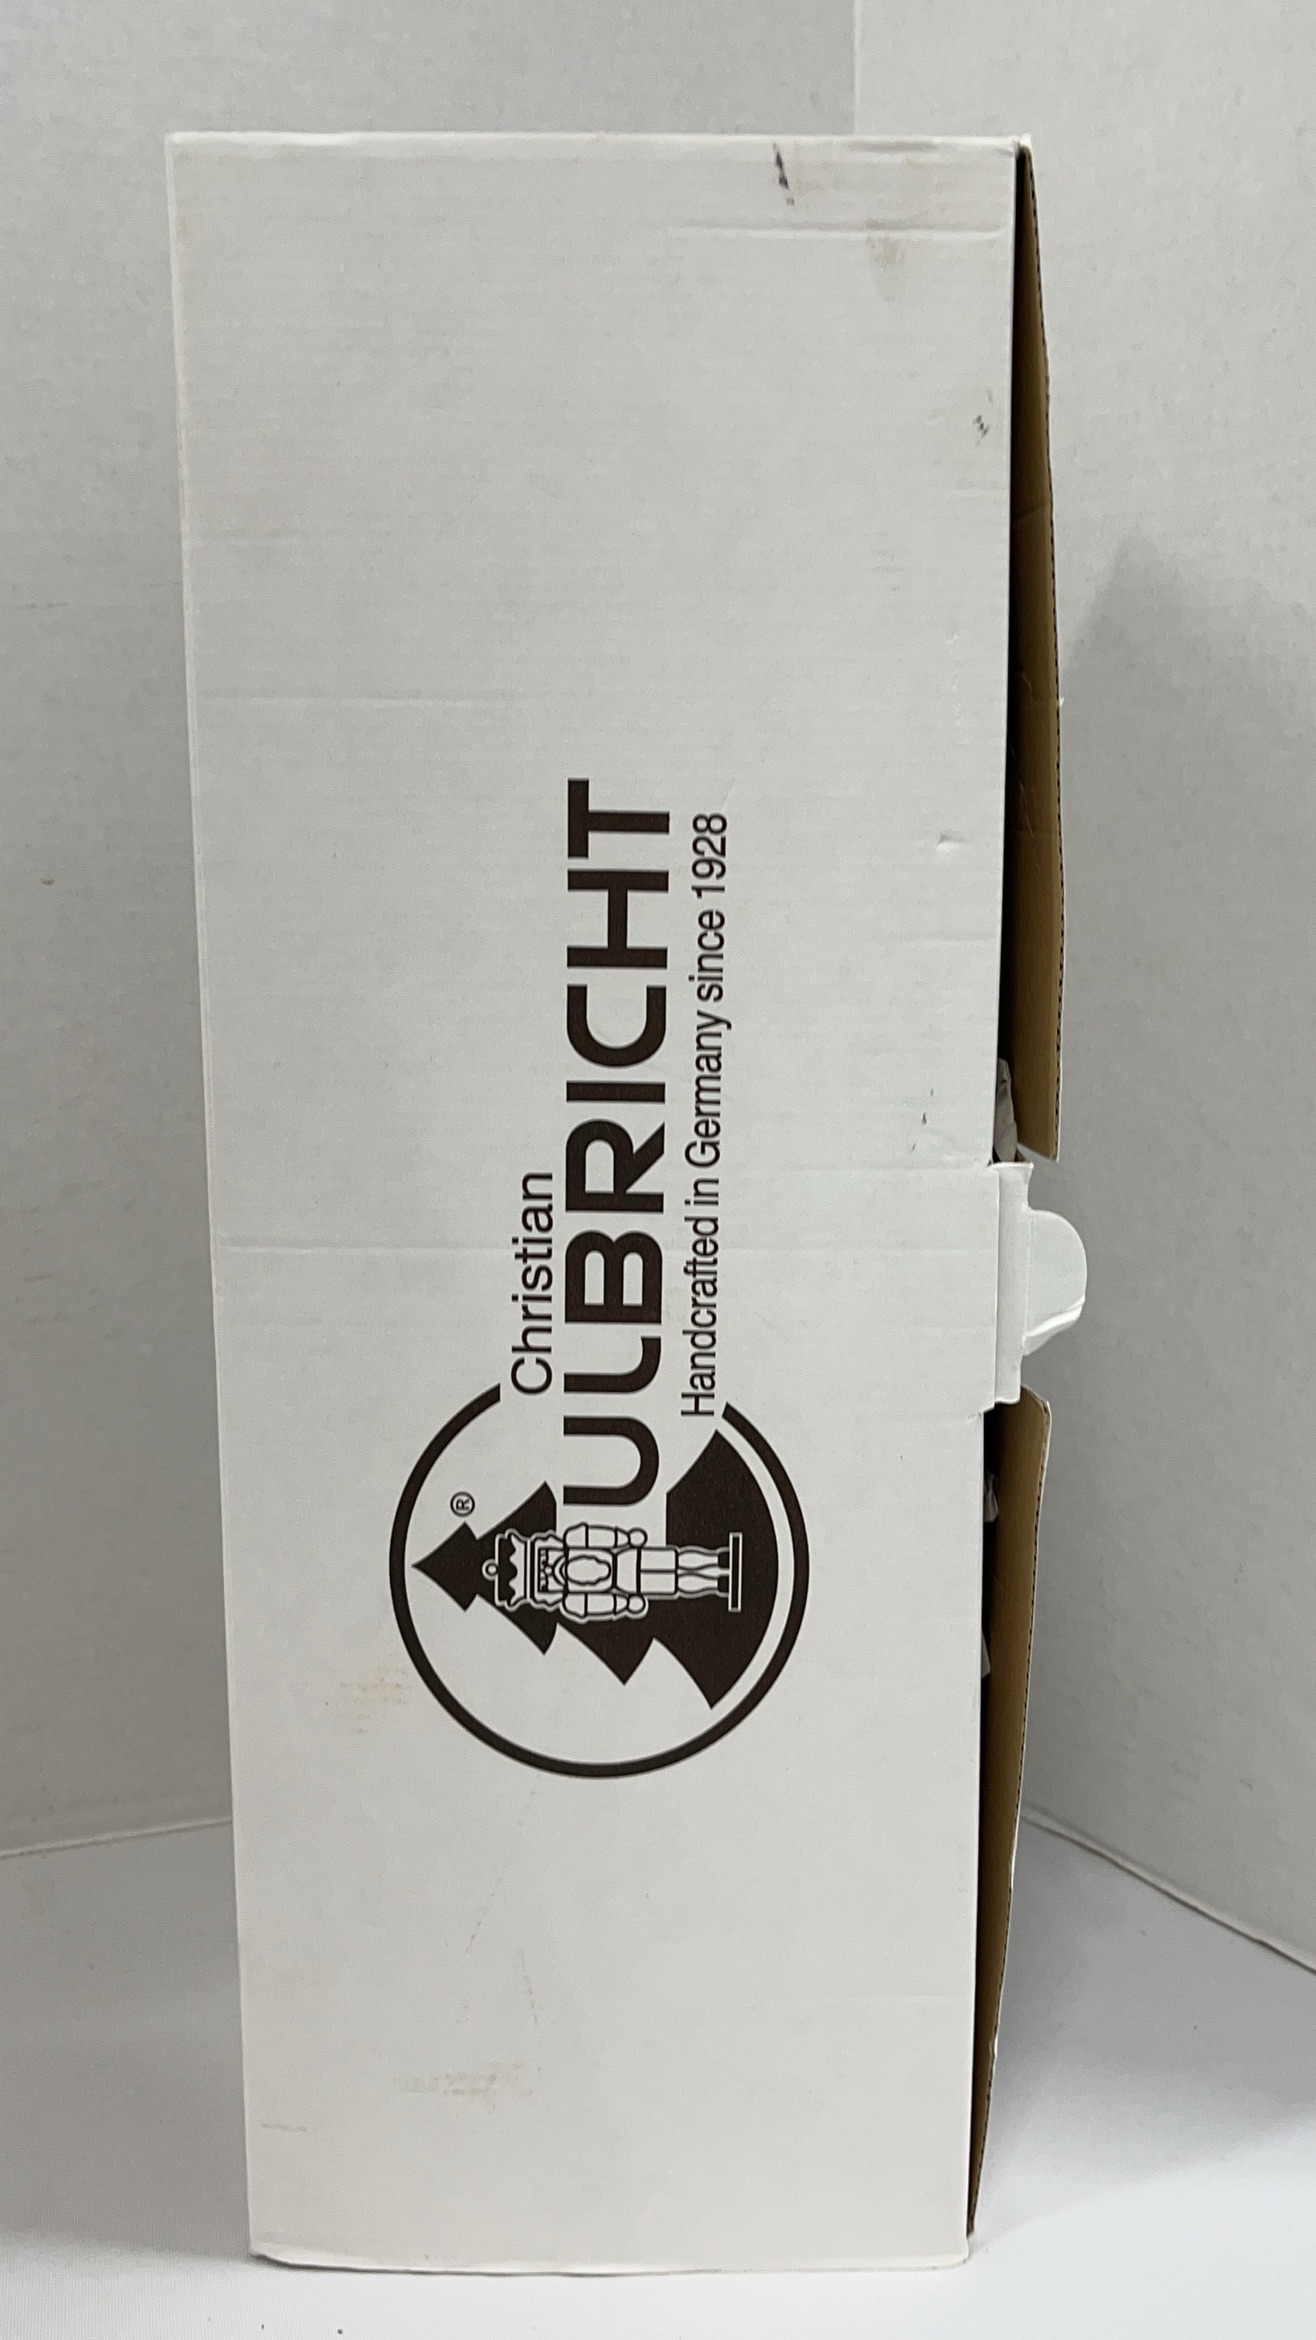 Christian
ULBRICHT
Handcrafted in Germany since 1928
®